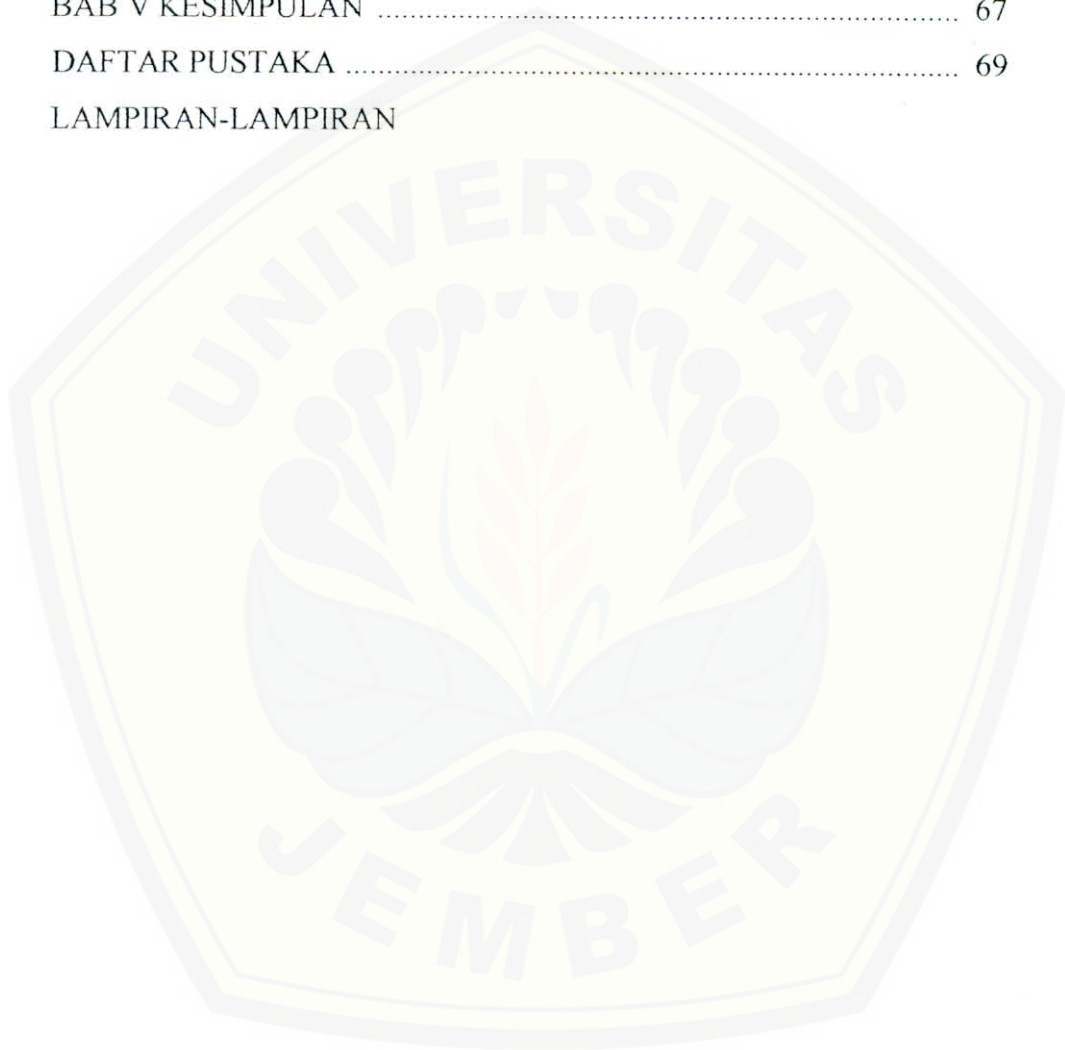 BAB V KESIMPULAN ........................................................................ 67
DAFTAR PUSTAKA ............................................................................ 69
LAMPIRAN-LAMPIRAN
UNIVERSITAS
JEMBER